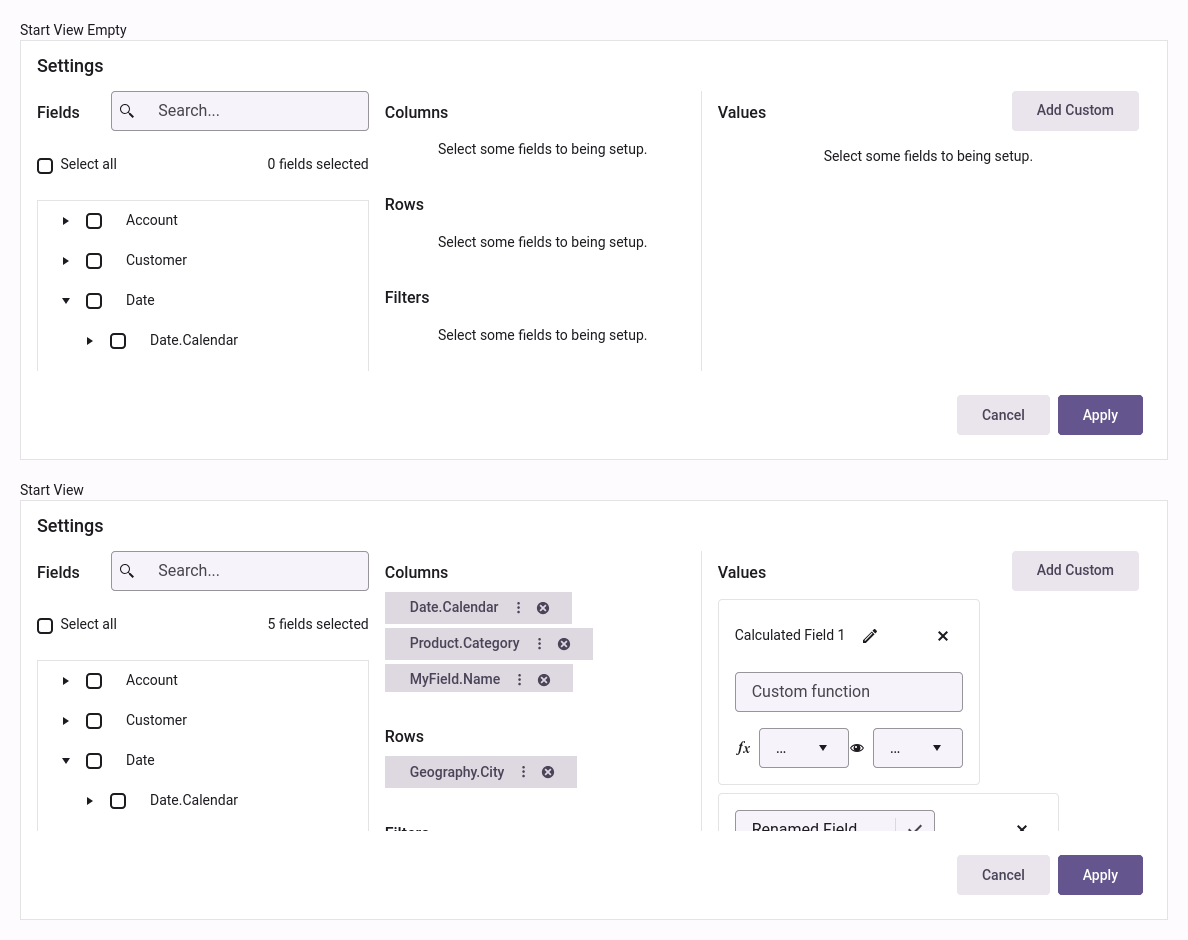 Start View Empty
Settings
Fields
Search...
Select all
0 fields selected
Account
Customer
Date
Date.Calendar
Columns
Select some fields to being setup.
Rows
Select some fields to being setup.
Filters
Select some fields to being setup.
Values
Add Custom
Select some fields to being setup.
Cancel
Apply
Start View
Settings
Fields
Search...
Select all
5 fields selected
Account
Customer
Date
Date.Calendar
Columns
Date.Calendar
Product.Category
MyField.Name
Rows
Geography.City
Filters
Values
Add Custom
Calculated Field 1
Custom function
fx
...
...
Renamed Field
Cancel
Apply